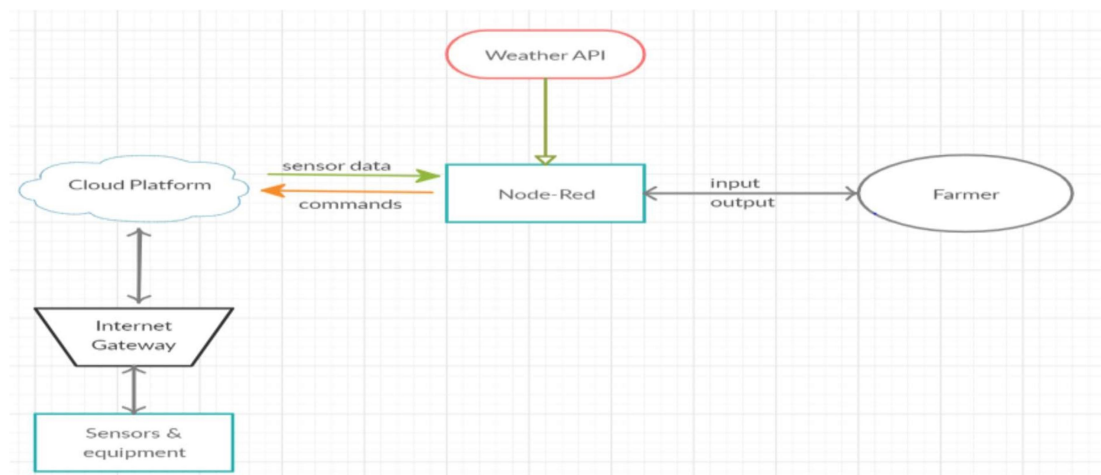 Weather API
sensor data
Cloud Platform
commands
Node-Red
input
output
Farmer
Internet
Gateway
Sensors &
equipment